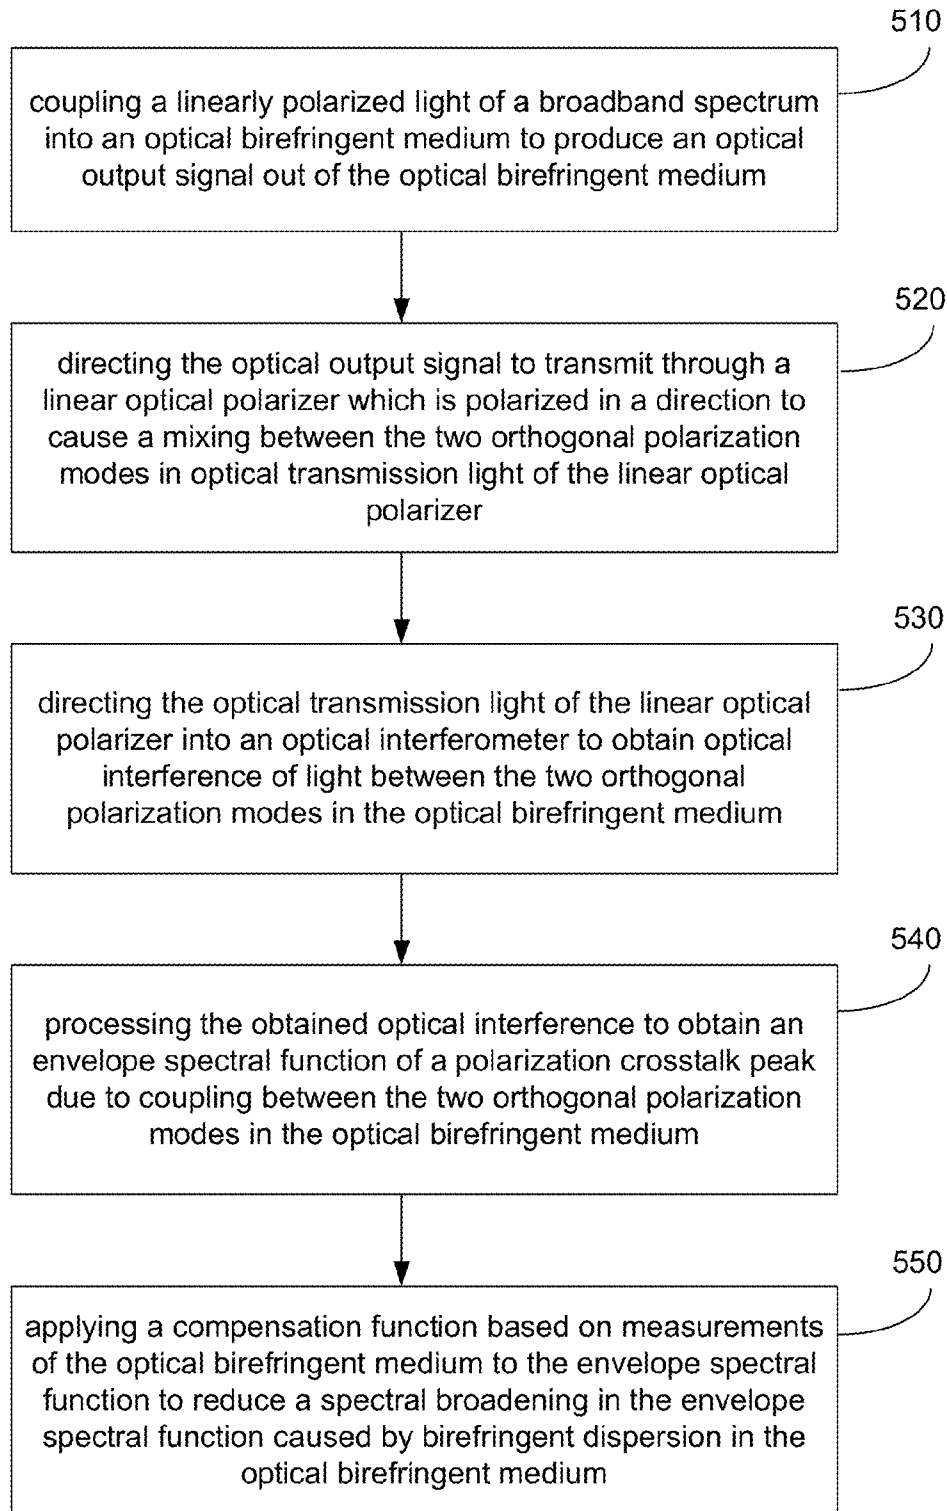 510
coupling a linearly polarized light of a broadband spectrum
into an optical birefringent medium to produce an optical
output signal out of the optical birefringent medium
520
directing the optical output signal to transmit through a
linear optical polarizer which is polarized in a direction to
cause a mixing between the two orthogonal polarization
modes in optical transmission light of the linear optical
polarizer
530
directing the optical transmission light of the linear optical
polarizer into an optical interferometer to obtain optical
interference of light between the two orthogonal
polarization modes in the optical birefringent medium
540
processing the obtained optical interference to obtain an
envelope spectral function of a polarization crosstalk peak
due to coupling between the two orthogonal polarization
modes in the optical birefringent medium
550
applying a compensation function based on measurements
of the optical birefringent medium to the envelope spectral
function to reduce a spectral broadening in the envelope
spectral function caused by birefringent dispersion in the
optical birefringent medium